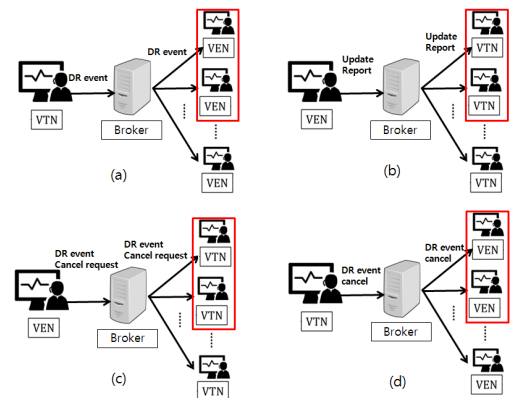 DR event
DR event
VTN
Broker
VEN
VEN
VEN
(a)
Update
Report
Update
Report
VEN
Broker
VTN
VTN
VTN
(b)
DR event
Cancel request
DR event
Cancel request
VEN
Broker
VTN
VTN
VTN
(c)
DR event
cancel
DR event
cancel
VTN
Broker
VEN
VEN
VEN
(d)